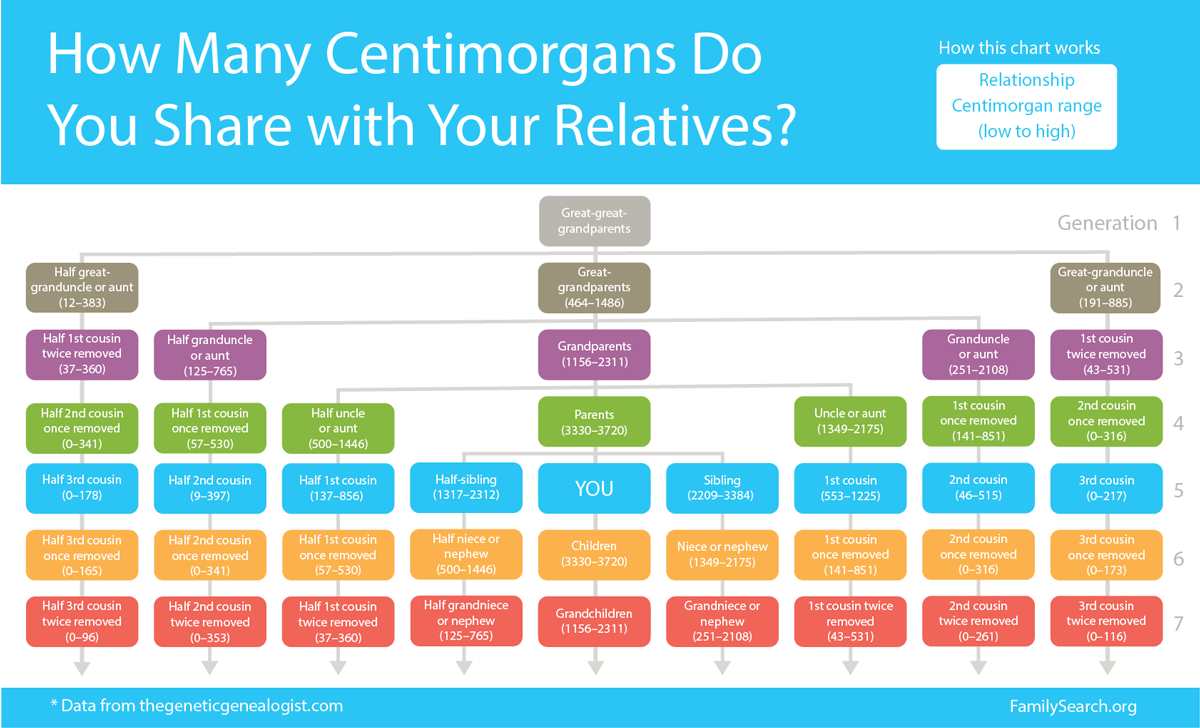 How Many Centimorgans Do
You Share with Your Relatives?
How this chart works
Relationship
Centimorgan range
(low to high)
Great-great-
grandparents
Generation 1
Half great-
granduncle or aunt
(12–383)
Great-
grandparents
(464–1486)
Great-granduncle
or aunt
(191–885)
2
Half 1st cousin
twice removed
(37–360)
Half granduncle
or aunt
(125–765)
Grandparents
(1156–2311)
Granduncle
or aunt
(251–2108)
1st cousin
twice removed
(43–531)
3
Half 2nd cousin
once removed
(0–341)
Half 1st cousin
once removed
(57–530)
Half uncle
or aunt
(500–1446)
Parents
(3330–3720)
Uncle or aunt
(1349–2175)
1st cousin
once removed
(141–851)
2nd cousin
once removed
(0–316)
4
Half 3rd cousin
(0–178)
Half 2nd cousin
(9–397)
Half 1st cousin
(137–856)
Half-sibling
(1317–2312)
YOU
Sibling
(2209–3384)
1st cousin
(553–1225)
2nd cousin
(46–515)
3rd cousin
(0–217)
5
Half 3rd cousin
once removed
(0–165)
Half 2nd cousin
once removed
(0–341)
Half 1st cousin
once removed
(57–530)
Half niece or
nephew
(500–1446)
Children
(3330–3720)
Niece or nephew
(1349–2175)
1st cousin
once removed
(141–851)
2nd cousin
once removed
(0–316)
3rd cousin
once removed
(0–173)
6
Half 3rd cousin
twice removed
(0–96)
Half 2nd cousin
twice removed
(0–353)
Half 1st cousin
twice removed
(37–360)
Half grandniece
or nephew
(125–765)
Grandchildren
(1156–2311)
Grandniece or
nephew
(251–2108)
1st cousin twice
removed
(43–531)
2nd cousin
twice removed
(0–261)
3rd cousin
twice removed
(0–116)
7
* Data from thegeneticgenealogist.com
FamilySearch.org